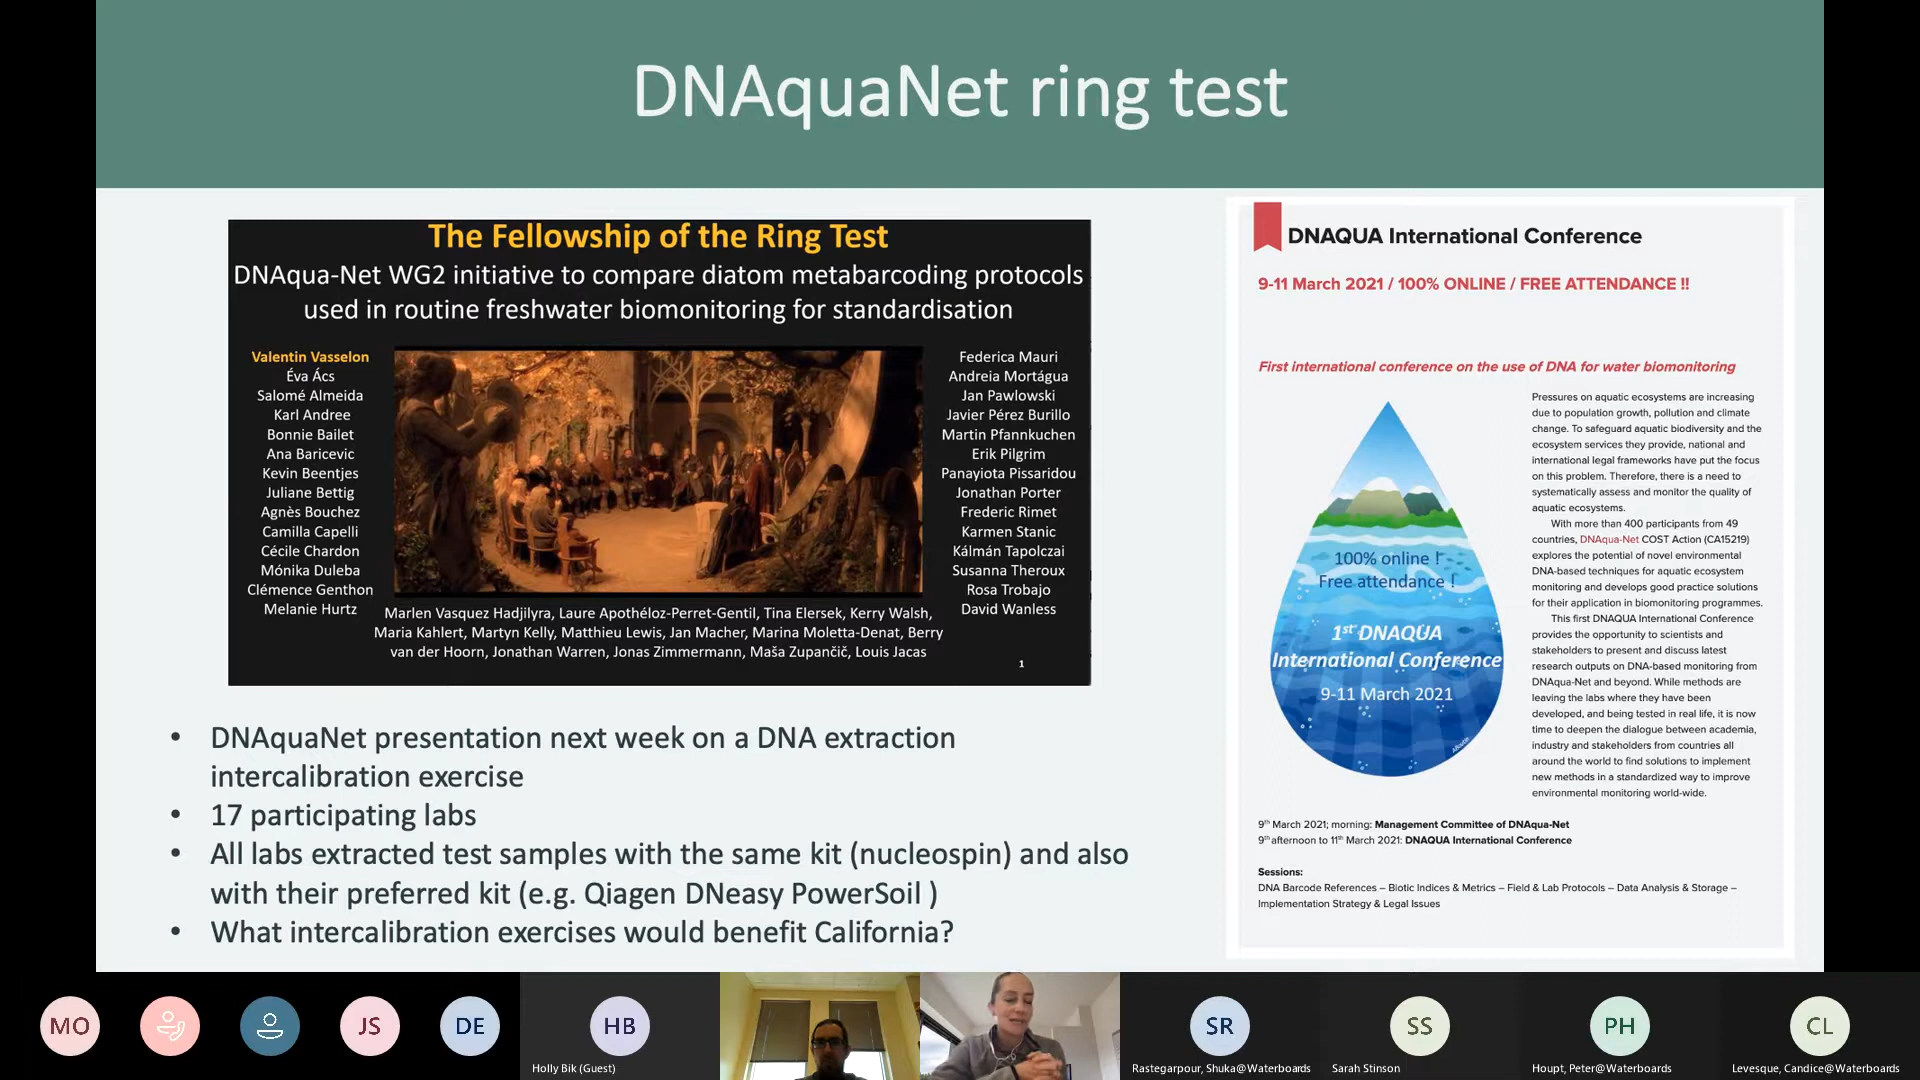 DNAquaNet ring test
The Fellowship of the Ring Test
DNAqua-Net WG2 initiative to compare diatom metabarcoding protocols
used in routine freshwater biomonitoring for standardisation
Valentin Vasselon
Éva Ács
Salomé Almeida
Karl Andree
Bonnie Bailet
Ana Baricevic
Kevin Beentjes
Juliane Bettig
Agnès Bouchez
Camilla Capelli
Cécile Chardon
Mónika Duleba
Clémence Genthon
Melanie Hurtz
Federica Mauri
Andreia Mortágua
Jan Pawlowski
Javier Pérez Burillo
Martin Pfannkuchen
Erik Pilgrim
Panayiota Pissaridou
Jonathan Porter
Frederic Rimet
Karmen Stanic
Kálmán Tapolczai
Susanna Theroux
Rosa Trobajo
David Wanless
Marlen Vasquez Hadjilyra, Laure Apothéloz-Perret-Gentil, Tina Elersek, Kerry Walsh,
Maria Kahlert, Martyn Kelly, Matthieu Lewis, Jan Macher, Marina Moletta-Denat, Berry
van der Hoorn, Jonathan Warren, Jonas Zimmermann, Maša Zupančič, Louis Jacas
1
• DNAquaNet presentation next week on a DNA extraction
intercalibration exercise
• 17 participating labs
• All labs extracted test samples with the same kit (nucleospin) and also
with their preferred kit (e.g. Qiagen DNeasy PowerSoil )
• What intercalibration exercises would benefit California?
DNAQUA International Conference
9-11 March 2021 / 100% ONLINE / FREE ATTENDANCE !!
First international conference on the use of DNA for water biomonitoring
100% online !
Free attendance !
1st DNAQUA
International Conference
9-11 March 2021
Pressures on aquatic ecosystems are increasing
due to population growth, pollution and climate
change. To safeguard aquatic biodiversity and the
ecosystem services they provide, national and
international legal frameworks have put the focus
on this problem. Therefore, there is a need to
systematically assess and monitor the quality of
aquatic ecosystems.
With more than 400 participants from 49
countries, DNAqua-Net COST Action (CA15219)
explores the potential of novel environmental
DNA-based techniques for aquatic ecosystem
monitoring and develops good practice solutions
for their application in biomonitoring programmes.
This first DNAQUA International Conference
provides the opportunity to scientists and
stakeholders to present and discuss latest
research outputs on DNA-based monitoring from
DNAqua-Net and beyond. While methods are
leaving the labs where they have been
developed, and being tested in real life, it is now
time to deepen the dialogue between academia,
industry and stakeholders from countries all
around the world to find solutions to implement
new methods in a standardized way to improve
environmental monitoring world-wide.
9th March 2021; morning: Management Committee of DNAqua-Net
9th afternoon to 11th March 2021: DNAQUA International Conference
Sessions:
DNA Barcode References – Biotic Indices & Metrics – Field & Lab Protocols – Data Analysis & Storage –
Implementation Strategy & Legal Issues
MO
JS
DE
HB
Holly Bik (Guest)
SR
Rastegarpour, Shuka@Waterboards
SS
Sarah Stinson
PH
Houpt, Peter@Waterboards
CL
Levesque, Candice@Waterboards